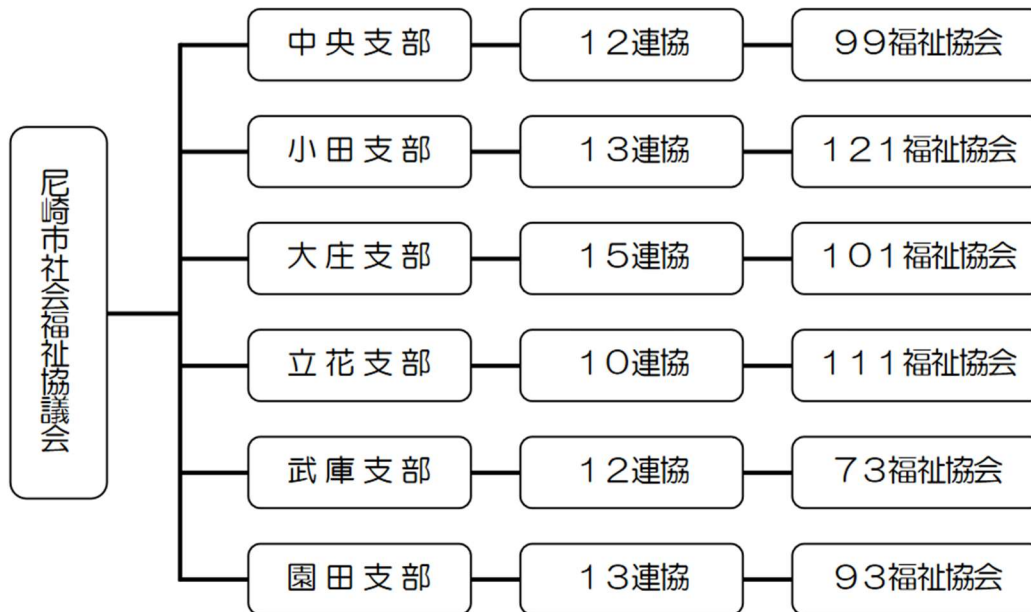 尼崎市社会福祉協議会
中央支部
１２連協
９９福祉協会
小田支部
１３連協
１２１福祉協会
大庄支部
１５連協
１０１福祉協会
立花支部
１０連協
１１１福祉協会
武庫支部
１２連協
７３福祉協会
園田支部
１３連協
９３福祉協会